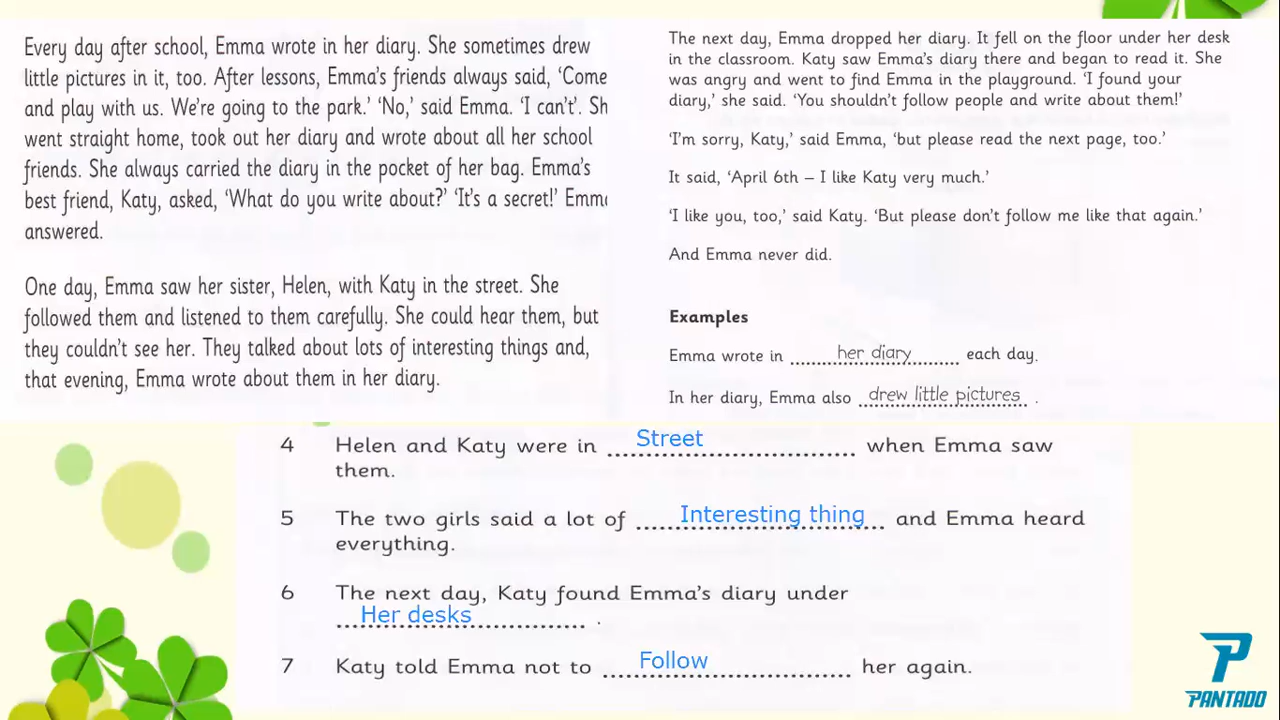 Every day after school, Emma wrote in her diary. She sometimes drew
little pictures in it, too. After lessons, Emma's friends always said, 'Come
and play with us. We're going to the park.' 'No,' said Emma. 'I can't'. Sh
went straight home, took out her diary and wrote about all her school
friends. She always carried the diary in the pocket of her bag. Emma's
best friend, Katy, asked, 'What do you write about?' 'It's a secret!' Emm
answered.
One day, Emma saw her sister, Helen, with Katy in the street. She
followed them and listened to them carefully. She could hear them, but
they couldn't see her. They talked about lots of interesting things and,
that evening, Emma wrote about them in her diary.
The next day, Emma dropped her diary. It fell on the floor under her desk
in the classroom. Katy saw Emma's diary there and began to read it. She
was angry and went to find Emma in the playground. 'I found your
diary,' she said. 'You shouldn't follow people and write about them!'
'I'm sorry, Katy,' said Emma, 'but please read the next page, too.'
It said, 'April 6th – I like Katy very much.'
'I like you, too,' said Katy. 'But please don't follow me like that again.'
And Emma never did.
Examples
Emma wrote in her diary each day.
In her diary, Emma also drew little pictures .
4 Helen and Katy were in Street when Emma saw
them.
5 The two girls said a lot of Interesting thing and Emma heard
everything.
6 The next day, Katy found Emma's diary under
Her desks .
7 Katy told Emma not to Follow her again.
PANTADO